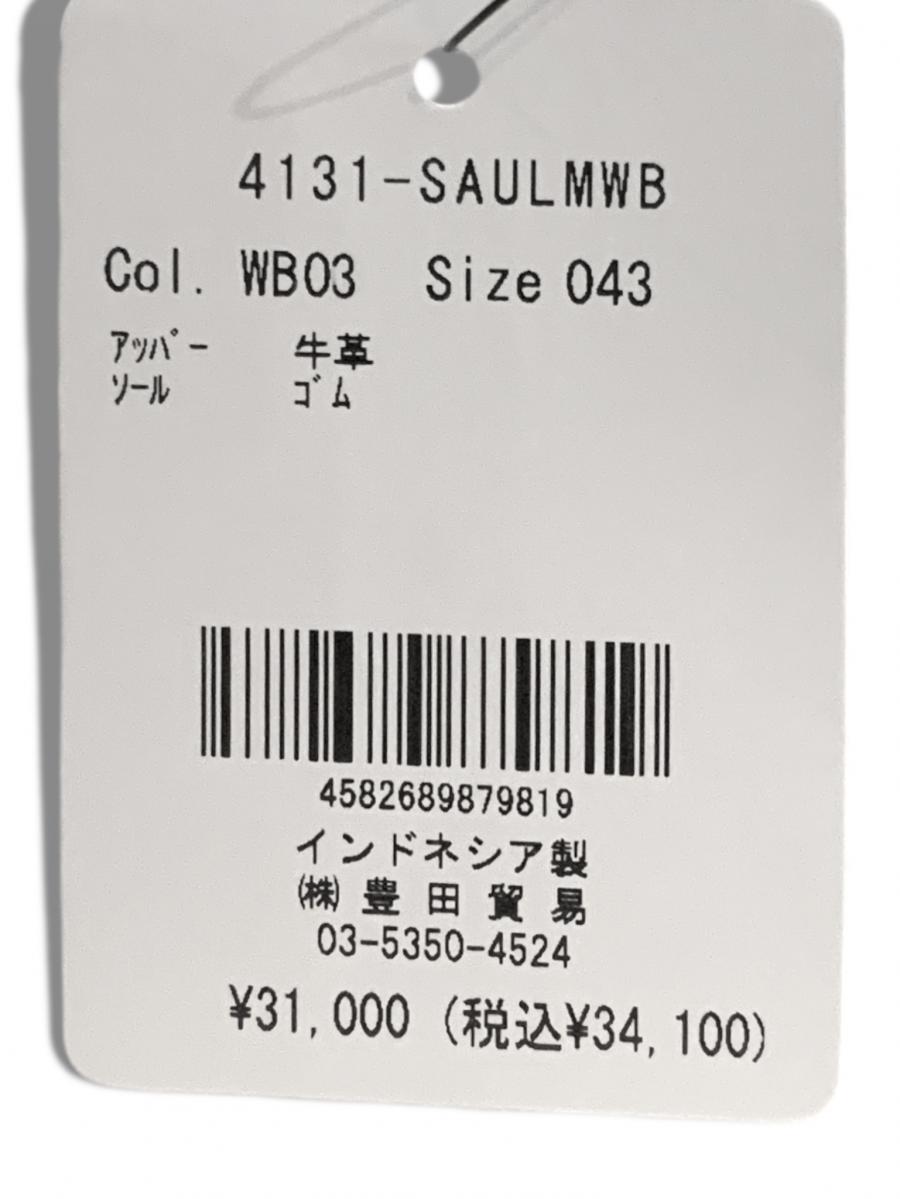 4131-SAULMWB
Col. WB03 Size 043
ｱｯﾊﾟｰ 牛革
ｿｰﾙ ｺﾞﾑ
4582689879819
インドネシア製
㈱ 豊田貿易
03-5350-4524
¥31,000 (税込¥34,100)